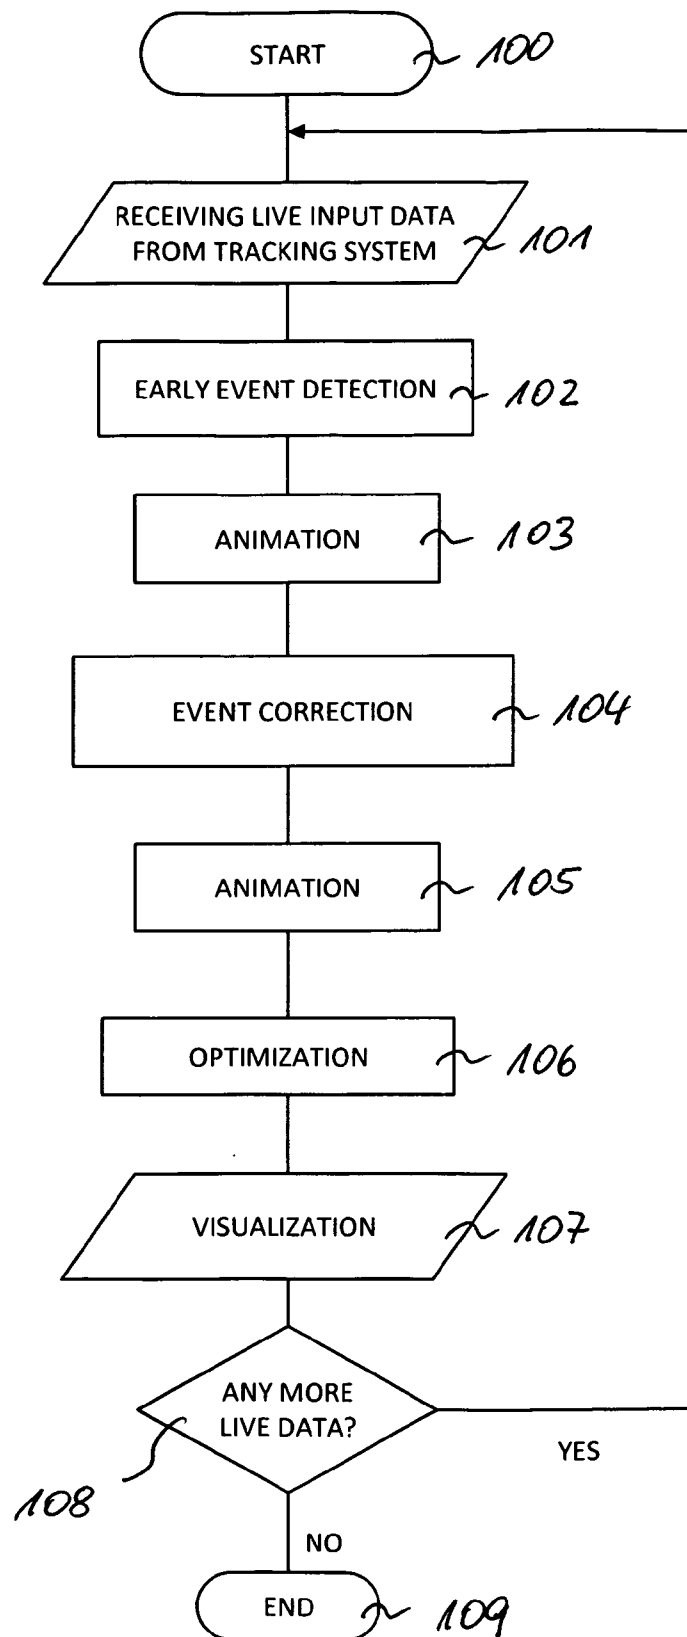 START
100
RECEIVING LIVE INPUT DATA
FROM TRACKING SYSTEM
101
EARLY EVENT DETECTION
102
ANIMATION
103
EVENT CORRECTION
104
ANIMATION
105
OPTIMIZATION
106
VISUALIZATION
107
ANY MORE
LIVE DATA?
YES
108
NO
END
109